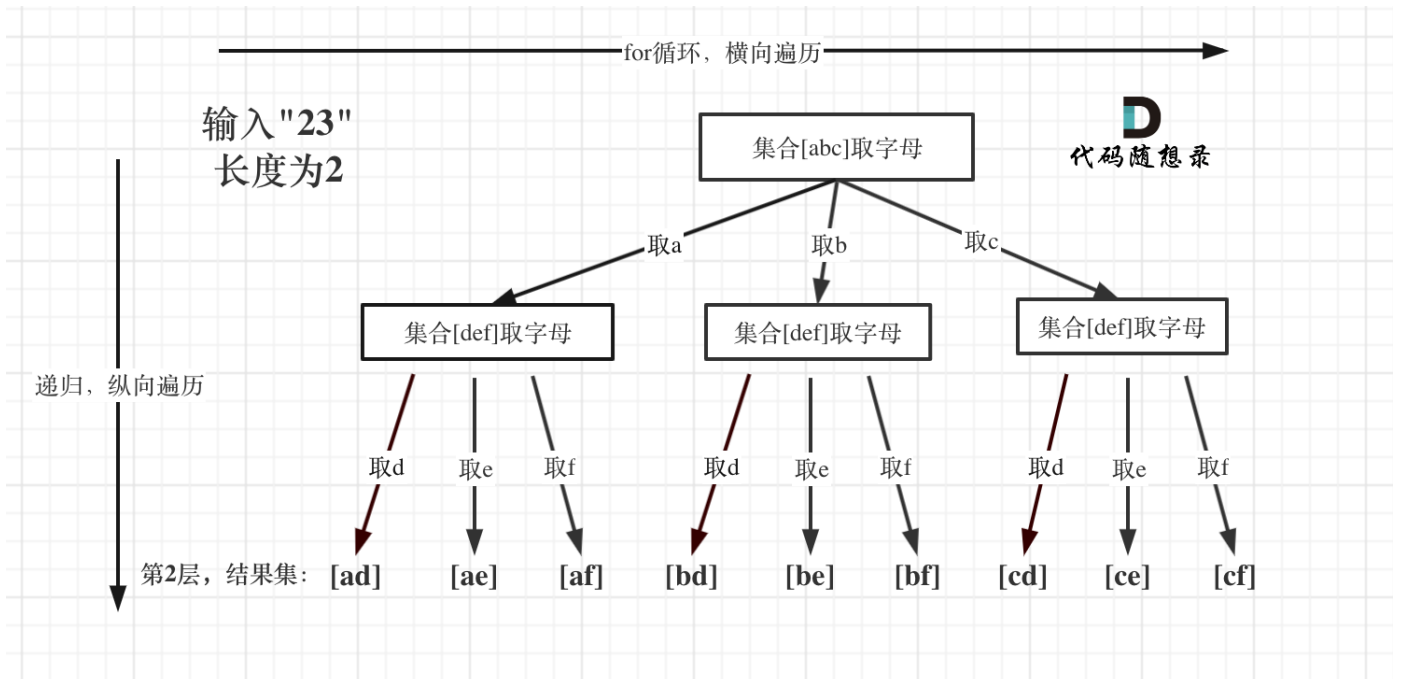 for循环，横向遍历
输入"23"
长度为2
代码随想录
集合[abc]取字母
取a
取b
取c
集合[def]取字母
集合[def]取字母
集合[def]取字母
递归，纵向遍历
取d
取e
取f
取d
取e
取f
取d
取e
取f
第2层，结果集： [ad] [ae] [af] [bd] [be] [bf] [cd] [ce] [cf]